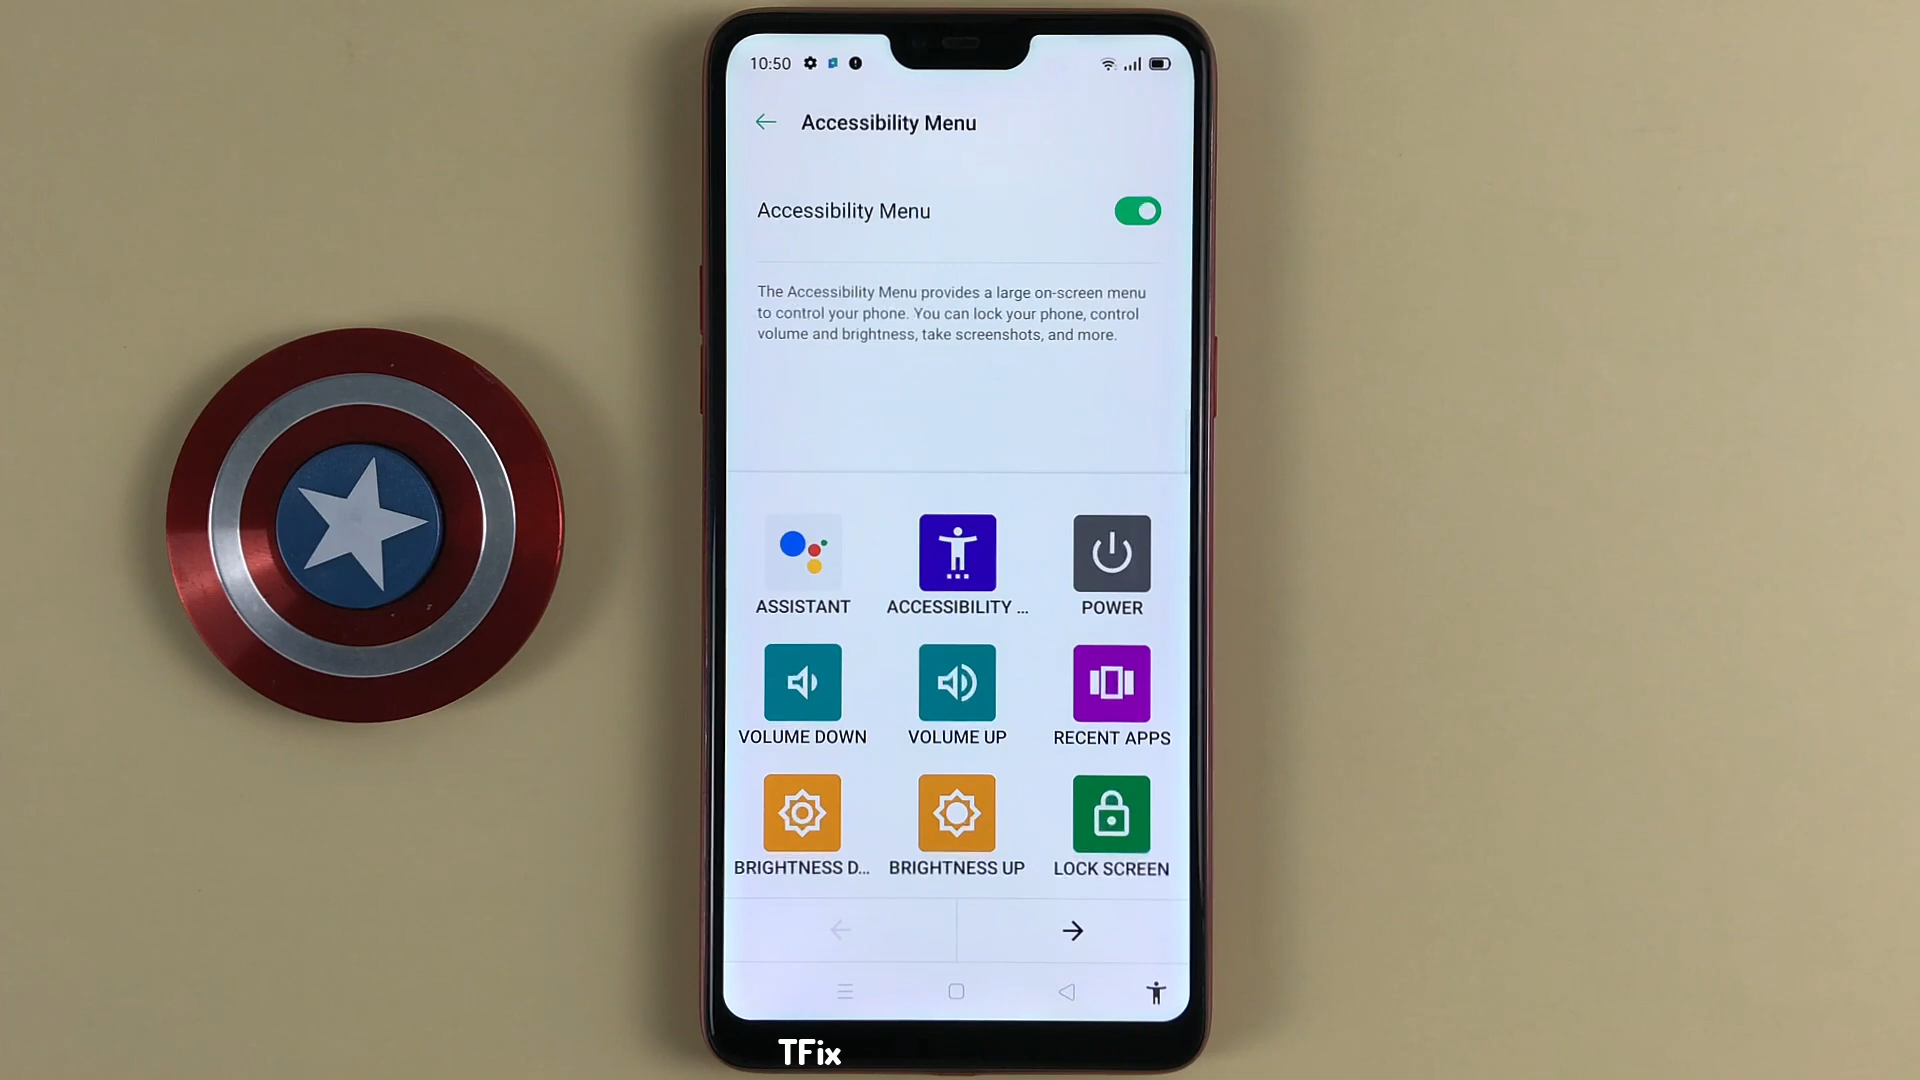 10:50
Accessibility Menu
Accessibility Menu
The Accessibility Menu provides a large on-screen menu
to control your phone. You can lock your phone, control
volume and brightness, take screenshots, and more.
ASSISTANT
ACCESSIBILITY ...
POWER
VOLUME DOWN
VOLUME UP
RECENT APPS
BRIGHTNESS D...
BRIGHTNESS UP
LOCK SCREEN
TFix